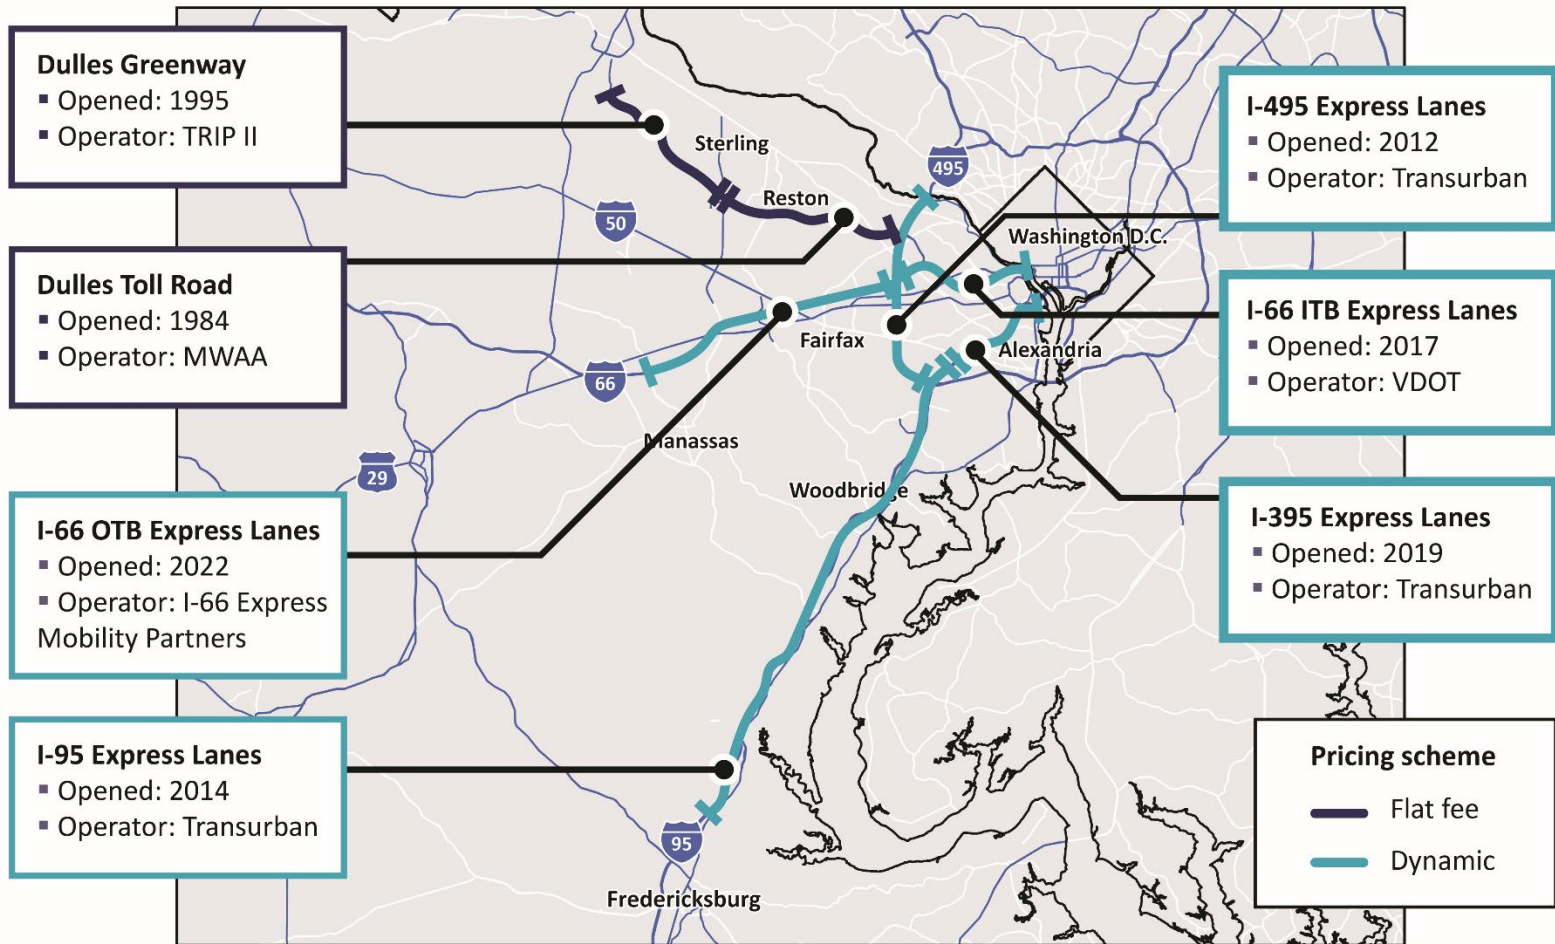 Dulles Greenway
▪ Opened: 1995
▪ Operator: TRIP II
Dulles Toll Road
▪ Opened: 1984
▪ Operator: MWAA
I-66 OTB Express Lanes
▪ Opened: 2022
▪ Operator: I-66 Express
Mobility Partners
I-95 Express Lanes
▪ Opened: 2014
▪ Operator: Transurban
Sterling
495
Reston
50
Washington D.C.
Fairfax
Alexandria
66
Manassas
29
Woodbridge
95
Fredericksburg
I-495 Express Lanes
▪ Opened: 2012
▪ Operator: Transurban
I-66 ITB Express Lanes
▪ Opened: 2017
▪ Operator: VDOT
I-395 Express Lanes
▪ Opened: 2019
▪ Operator: Transurban
Pricing scheme
Flat fee
Dynamic